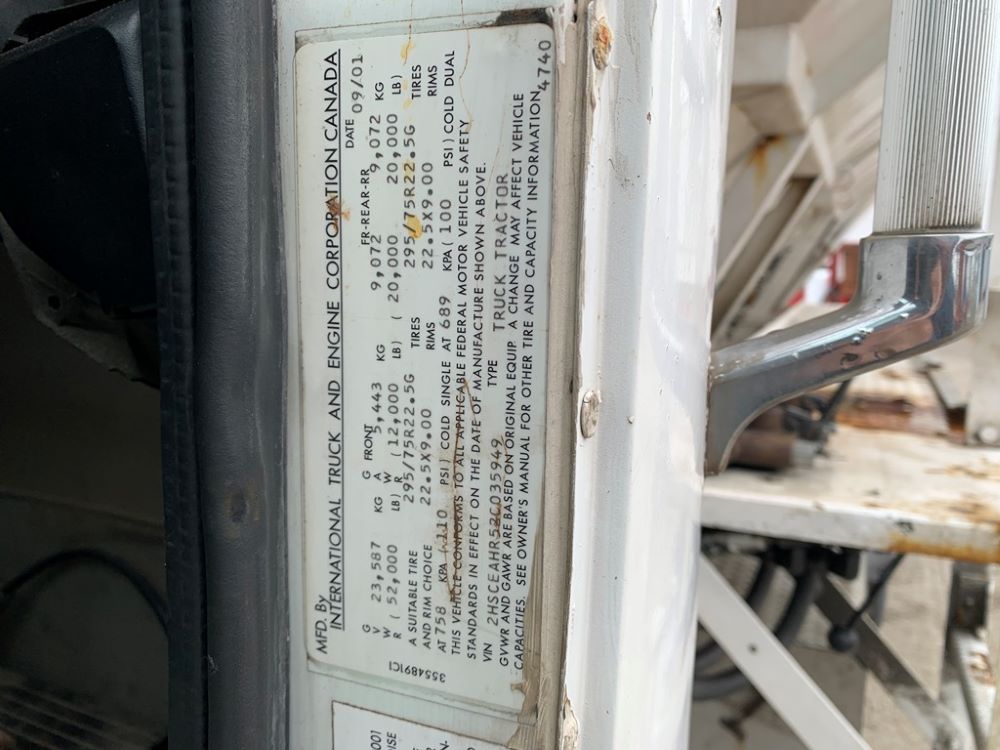 MFD. By
INTERNATIONAL TRUCK AND ENGINE CORPORATION CANADA
DATE 09/01
G V W R 23,587 KG G A W R FRONT 5,443 KG FR-REAR-RR 9,072 9,072 KG
( 52,000 LB) (12,000 LB) ( 20,000 20,000 LB)
A SUITABLE TIRE 295/75R22.5G TIRES 295/75R22.5G TIRES
AND RIM CHOICE 22.5X9.00 RIMS 22.5X9.00 RIMS
AT 758 KPA ( 110 PSI ) COLD SINGLE AT 689 KPA ( 100 PSI ) COLD DUAL
THIS VEHICLE CONFORMS TO ALL APPLICABLE FEDERAL MOTOR VEHICLE SAFETY
STANDARDS IN EFFECT ON THE DATE OF MANUFACTURE SHOWN ABOVE.
VIN 2HSCEAHR52C035949 TYPE TRUCK TRACTOR
GVWR AND GAWR ARE BASED ON ORIGINAL EQUIP. A CHANGE MAY AFFECT VEHICLE
CAPACITIES. SEE OWNER'S MANUAL FOR OTHER TIRE AND CAPACITY INFORMATION.
4740
3554891C1